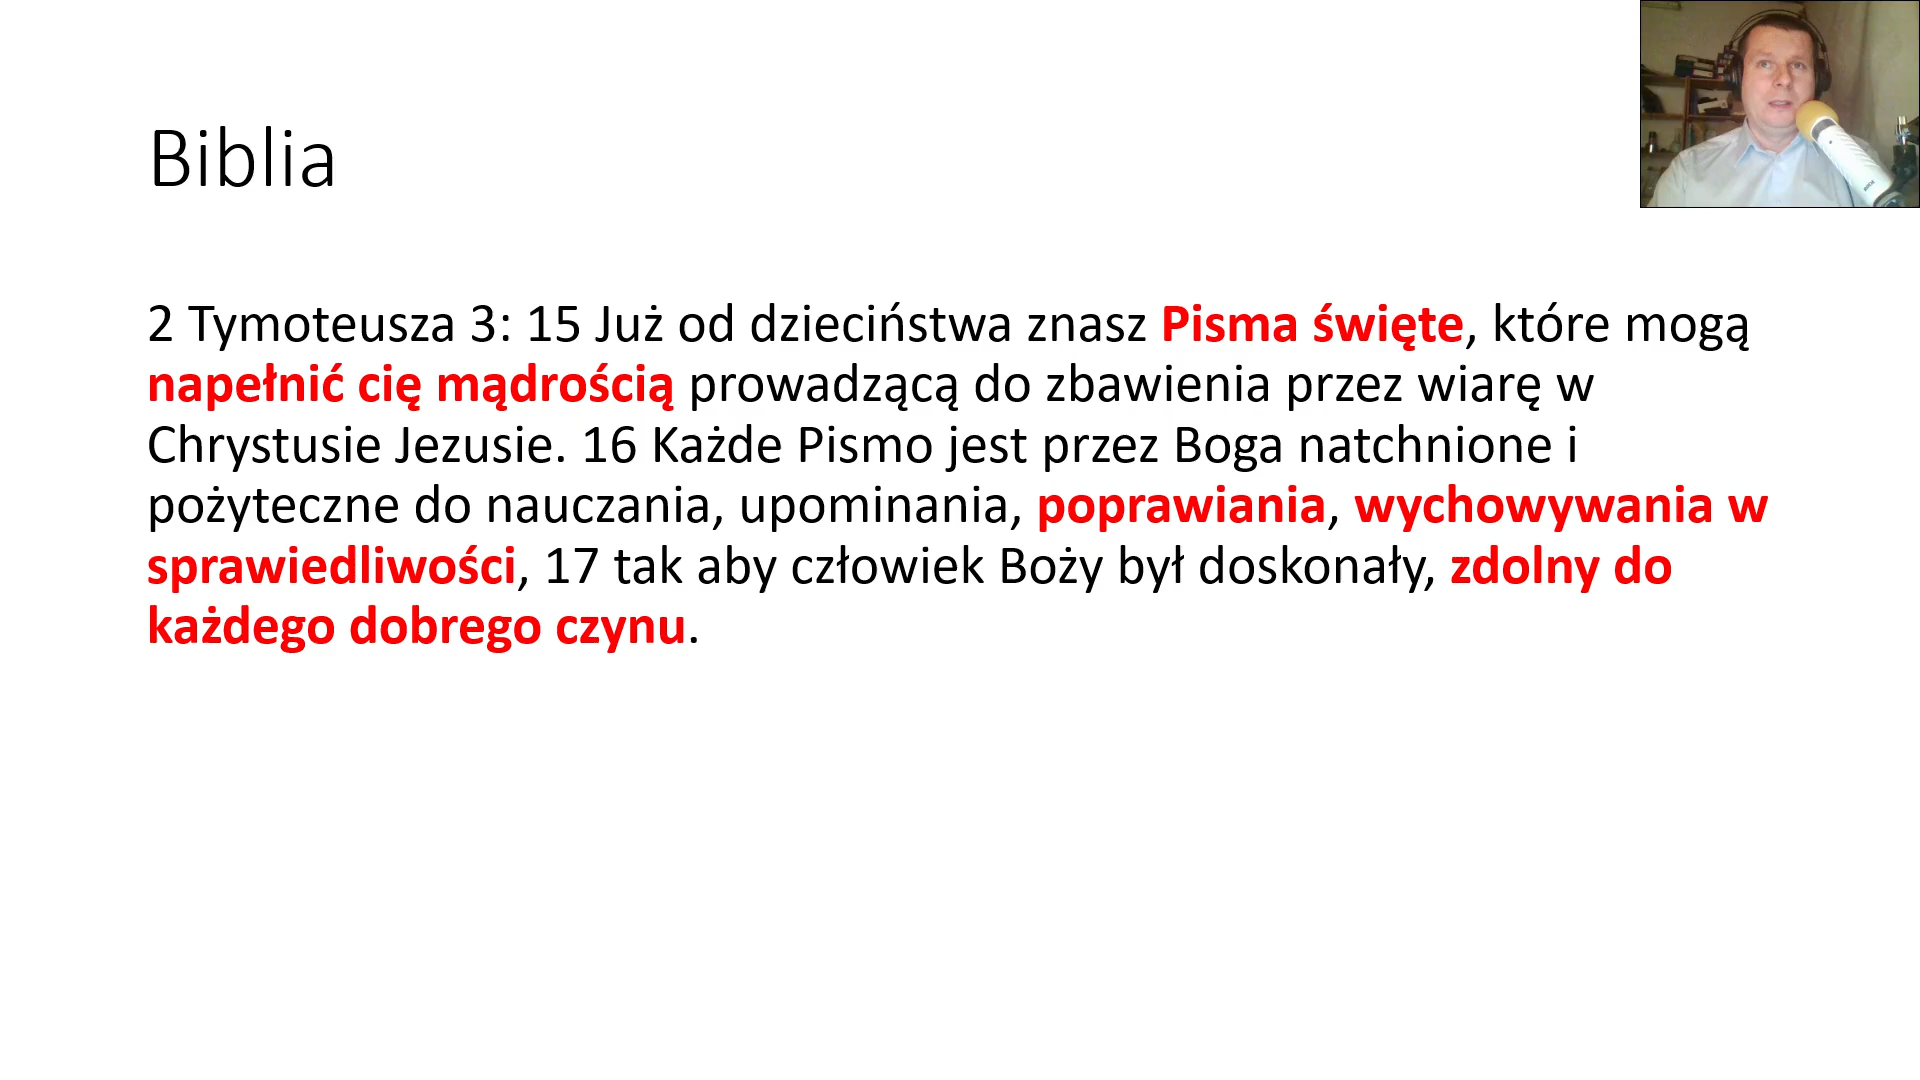 Biblia
2 Tymoteusza 3: 15 Już od dzieciństwa znasz Pisma święte, które mogą
napełnić cię mądrością prowadzącą do zbawienia przez wiarę w
Chrystusie Jezusie. 16 Każde Pismo jest przez Boga natchnione i
pożyteczne do nauczania, upominania, poprawiania, wychowywania w
sprawiedliwości, 17 tak aby człowiek Boży był doskonały, zdolny do
każdego dobrego czynu.